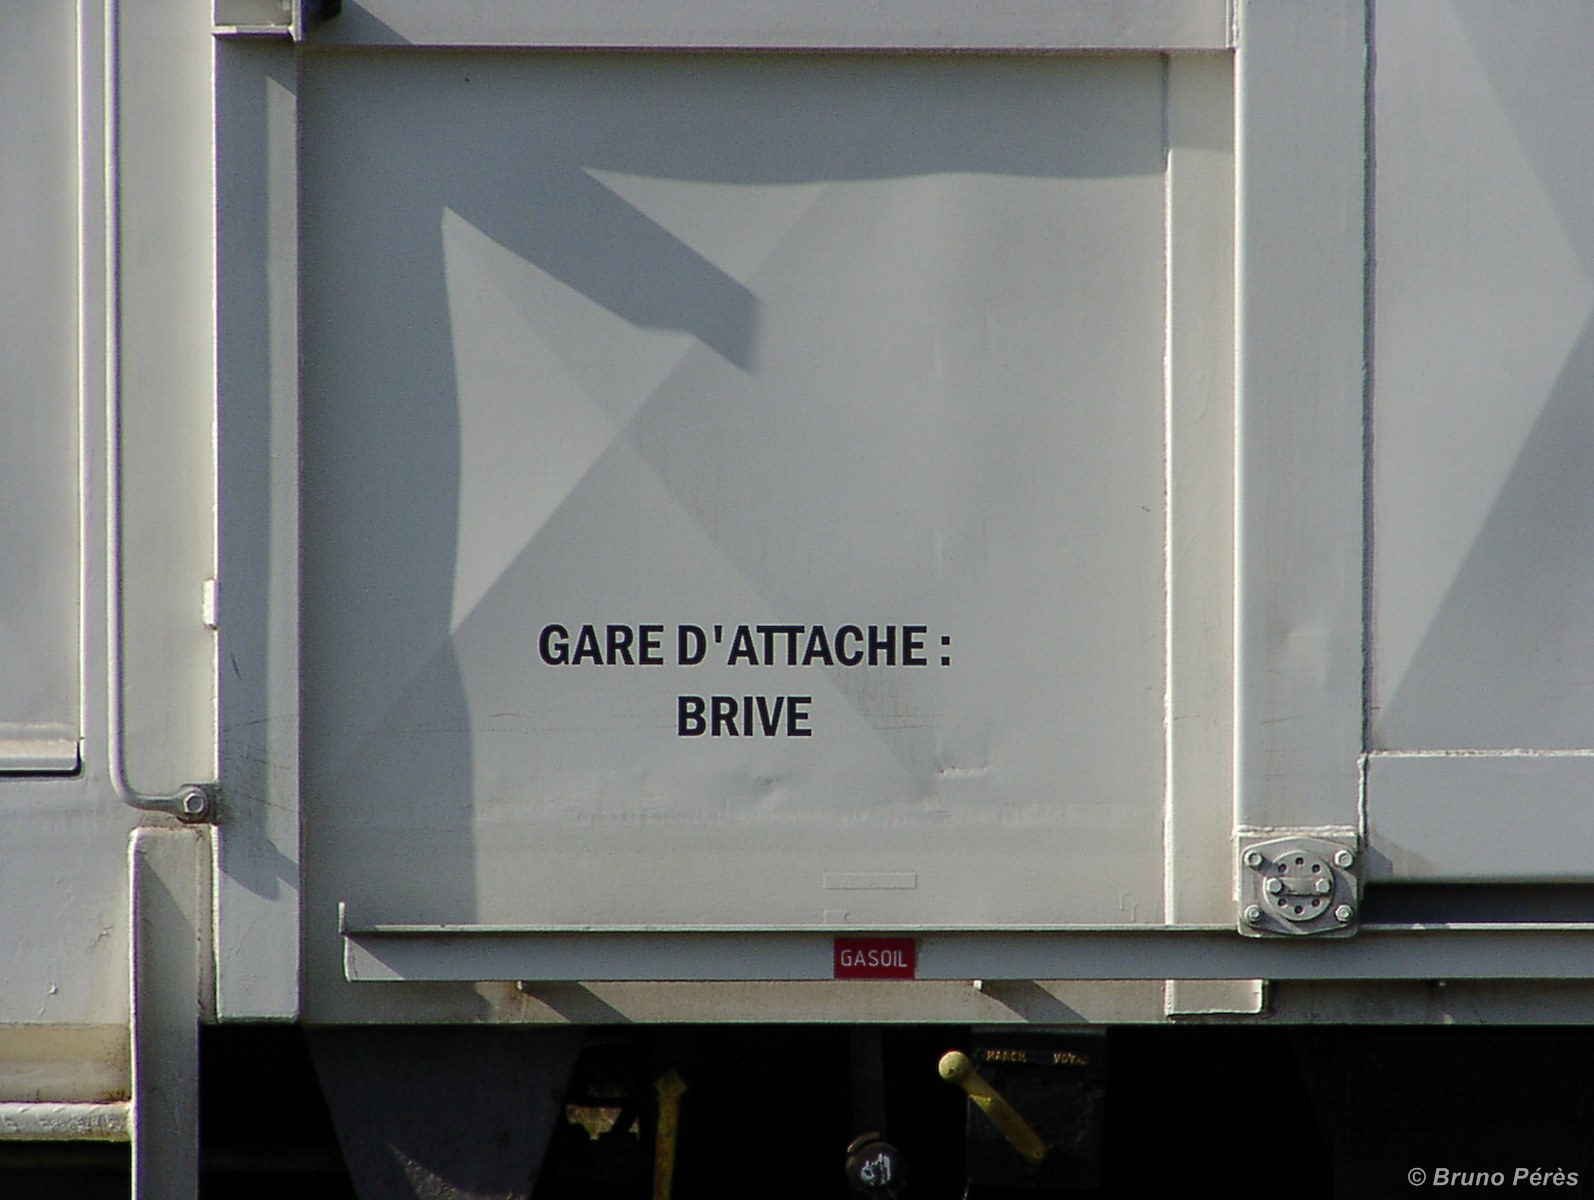 GARE D'ATTACHE :
BRIVE
GASOIL
© Bruno Pérès